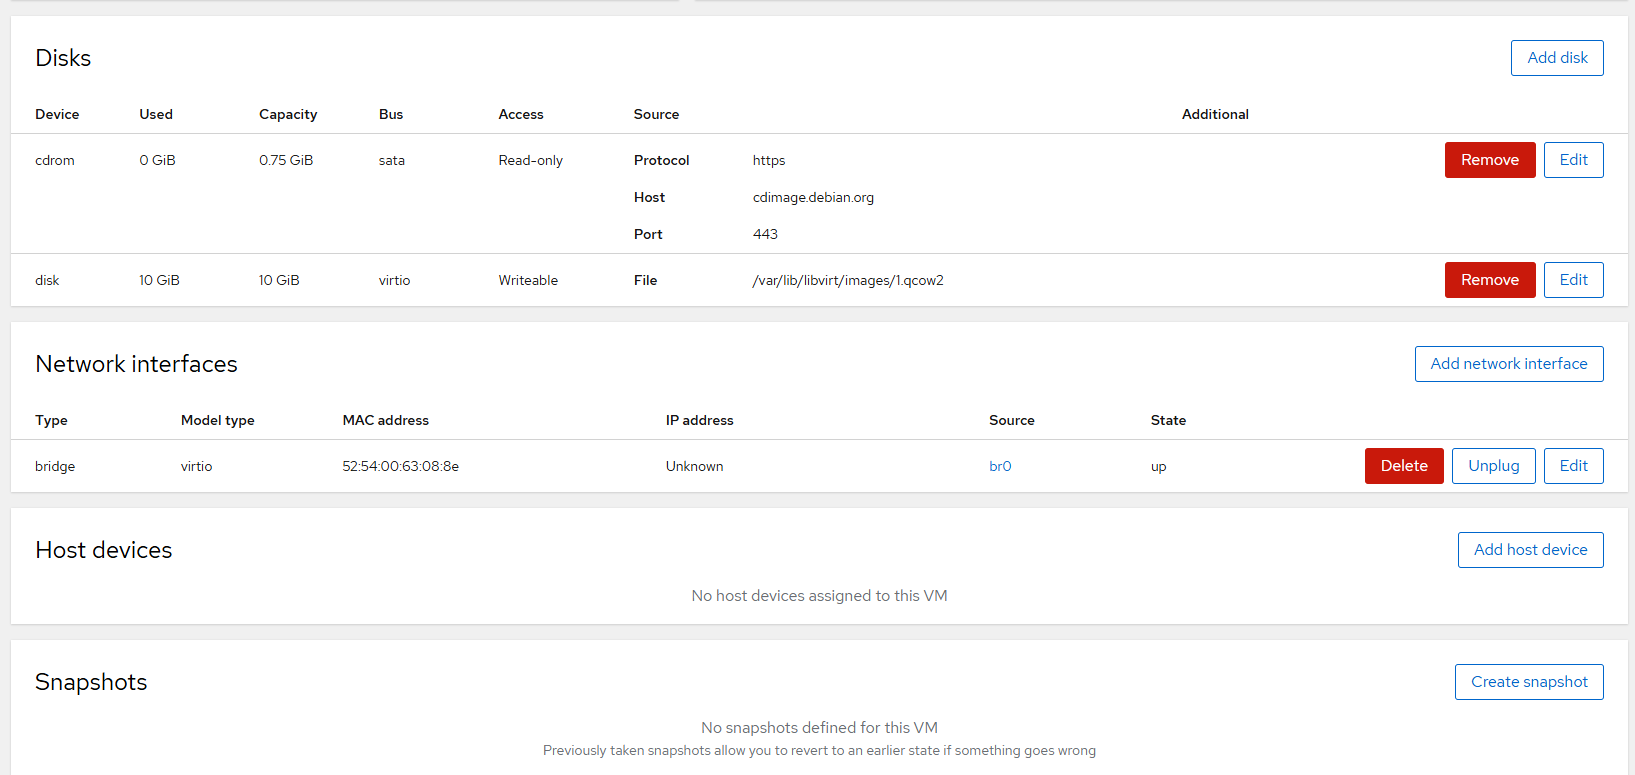 Disks
Add disk
Device Used Capacity Bus Access Source Additional
cdrom 0 GiB 0.75 GiB sata Read-only Protocol https Remove Edit
Host cdimage.debian.org
Port 443
disk 10 GiB 10 GiB virtio Writeable File /var/lib/libvirt/images/1.qcow2 Remove Edit
Network interfaces
Add network interface
Type Model type MAC address IP address Source State
bridge virtio 52:54:00:63:08:8e Unknown br0 up Delete Unplug Edit
Host devices
Add host device
No host devices assigned to this VM
Snapshots
Create snapshot
No snapshots defined for this VM
Previously taken snapshots allow you to revert to an earlier state if something goes wrong